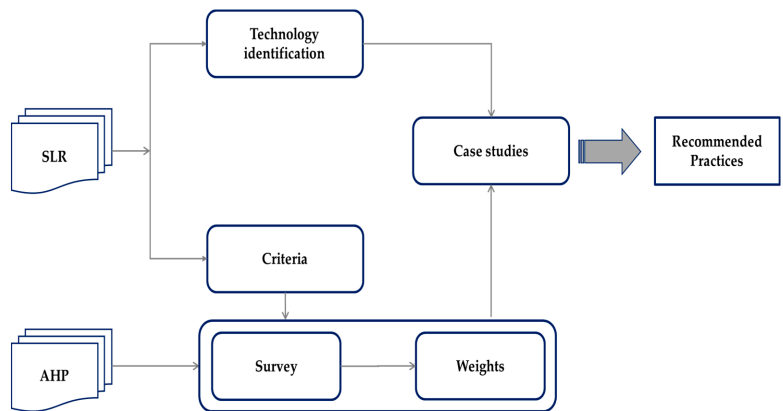 Technology
identification
SLR
Case studies
Recommended
Practices
Criteria
AHP
Survey
Weights